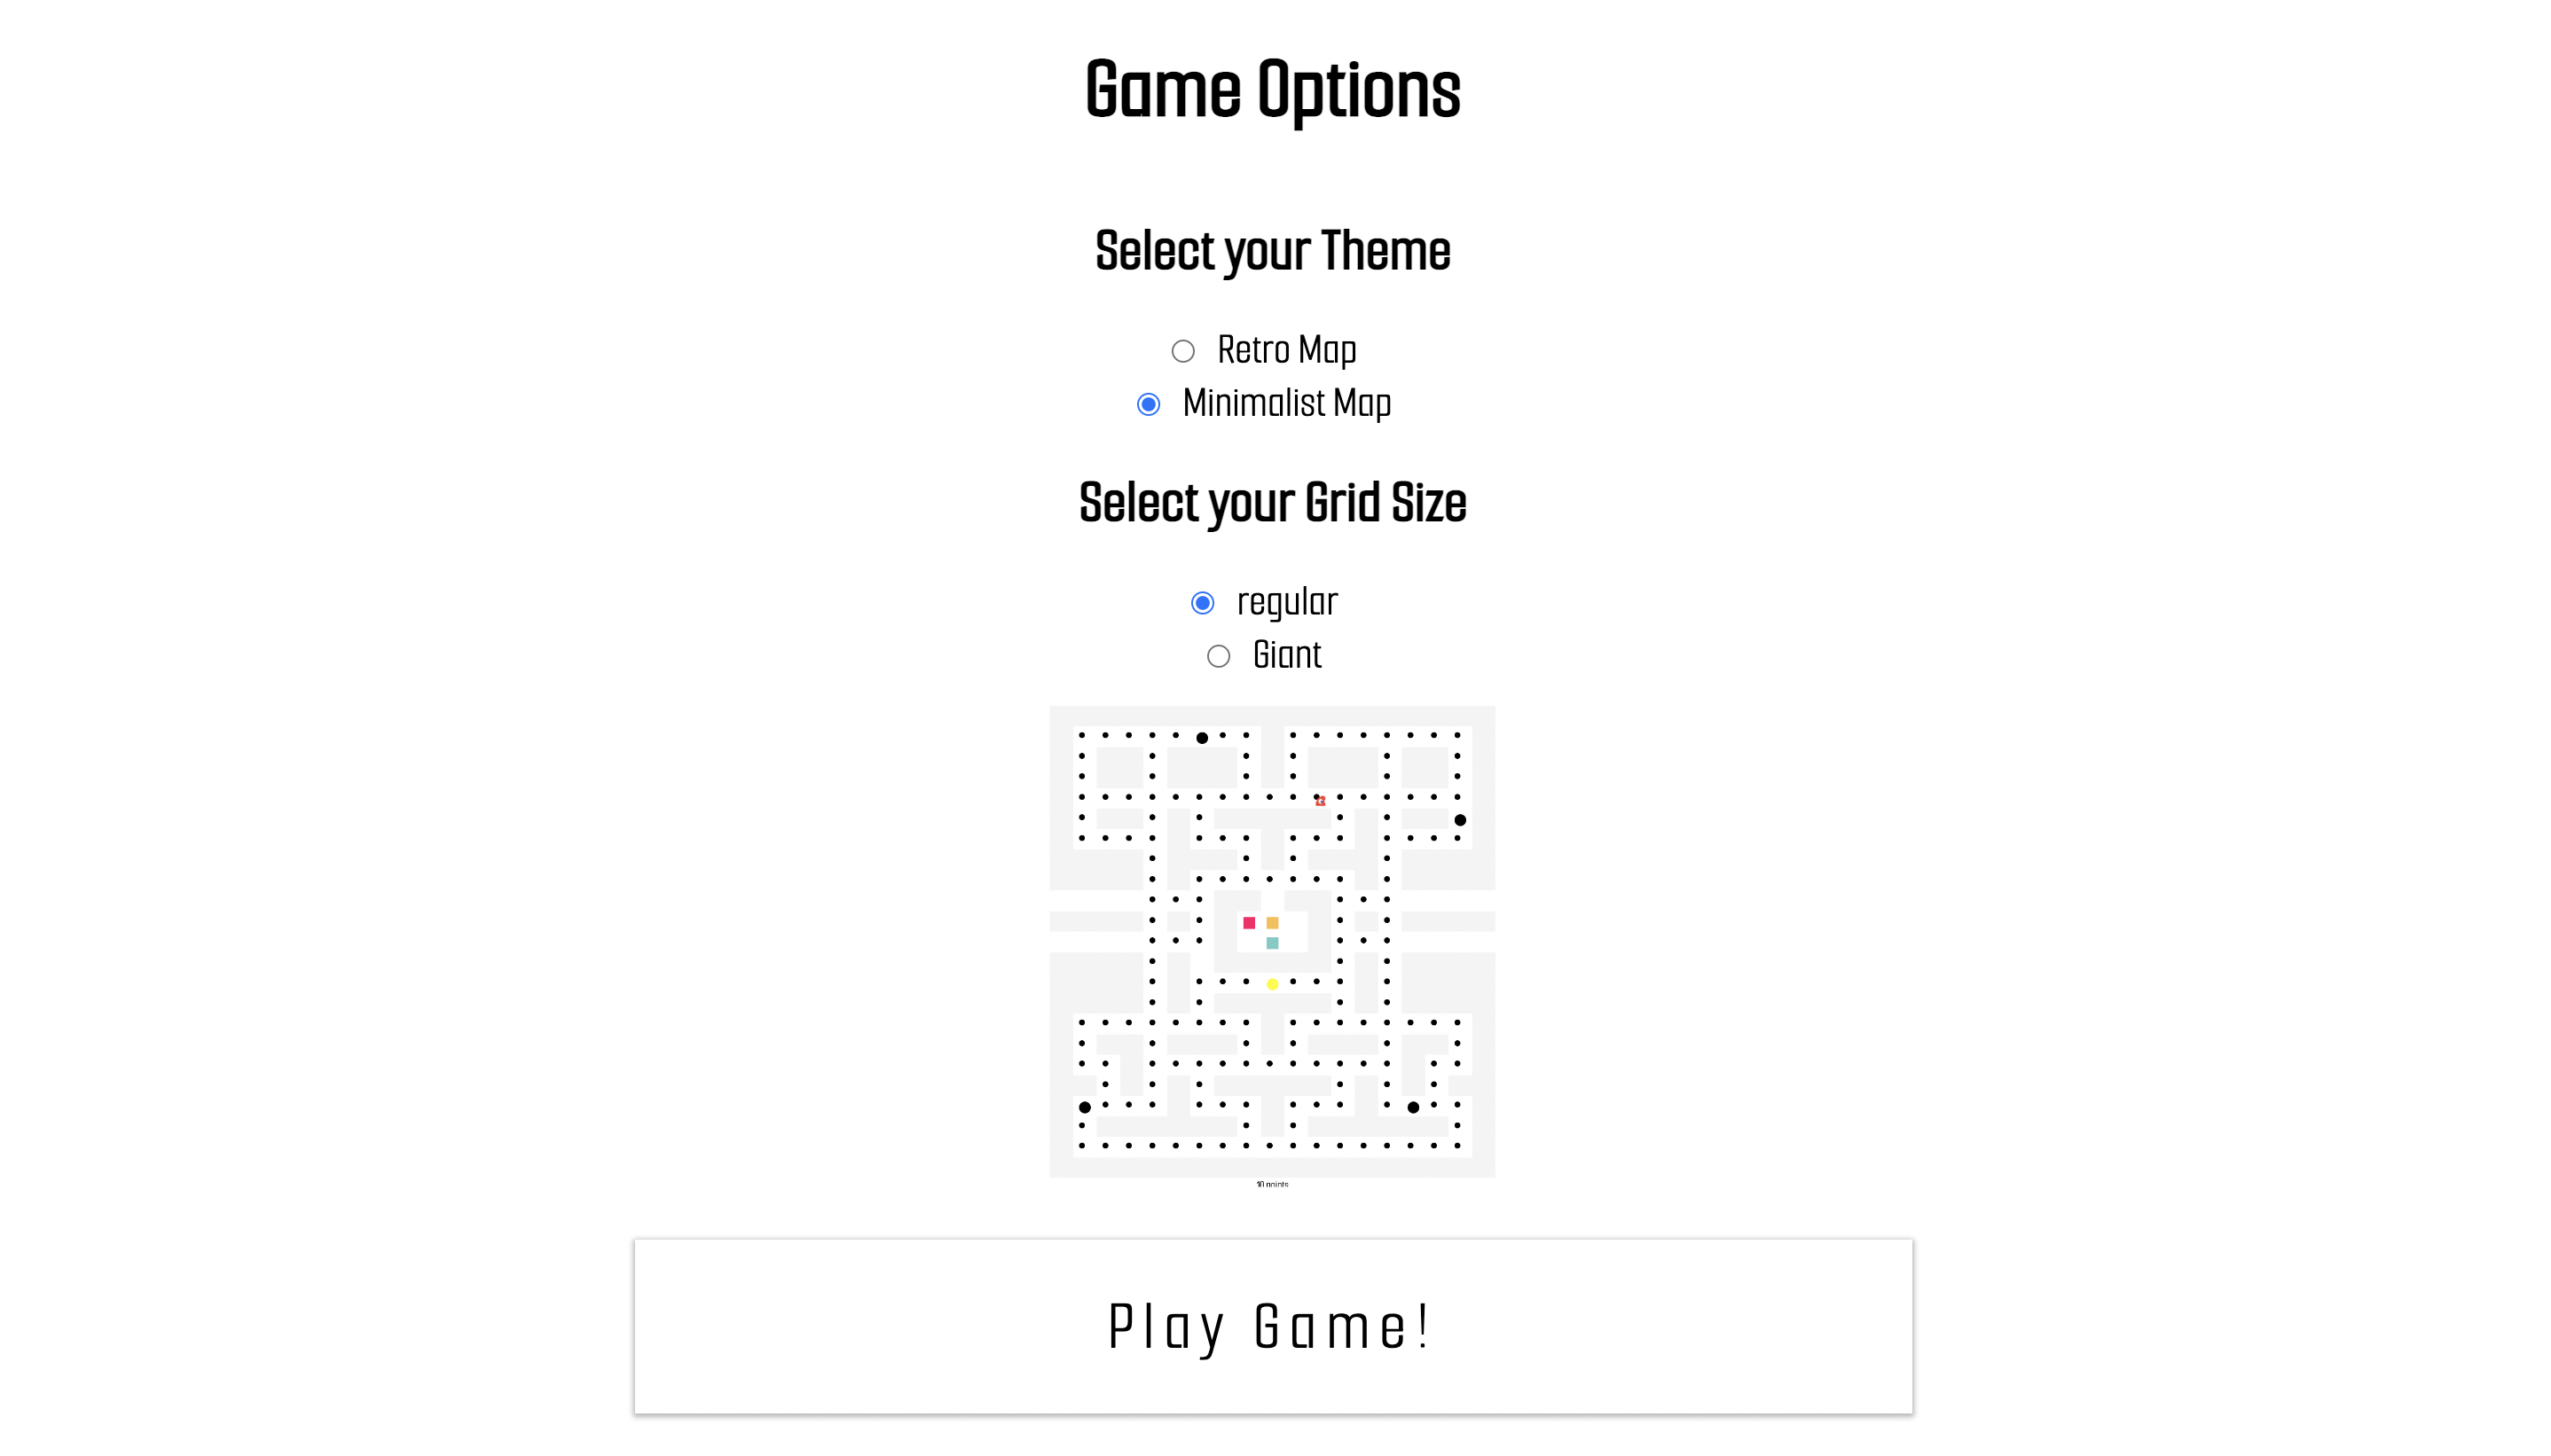 Game Options
Select your Theme
Retro Map
Minimalist Map
Select your Grid Size
regular
Giant
10 points
Play Game!